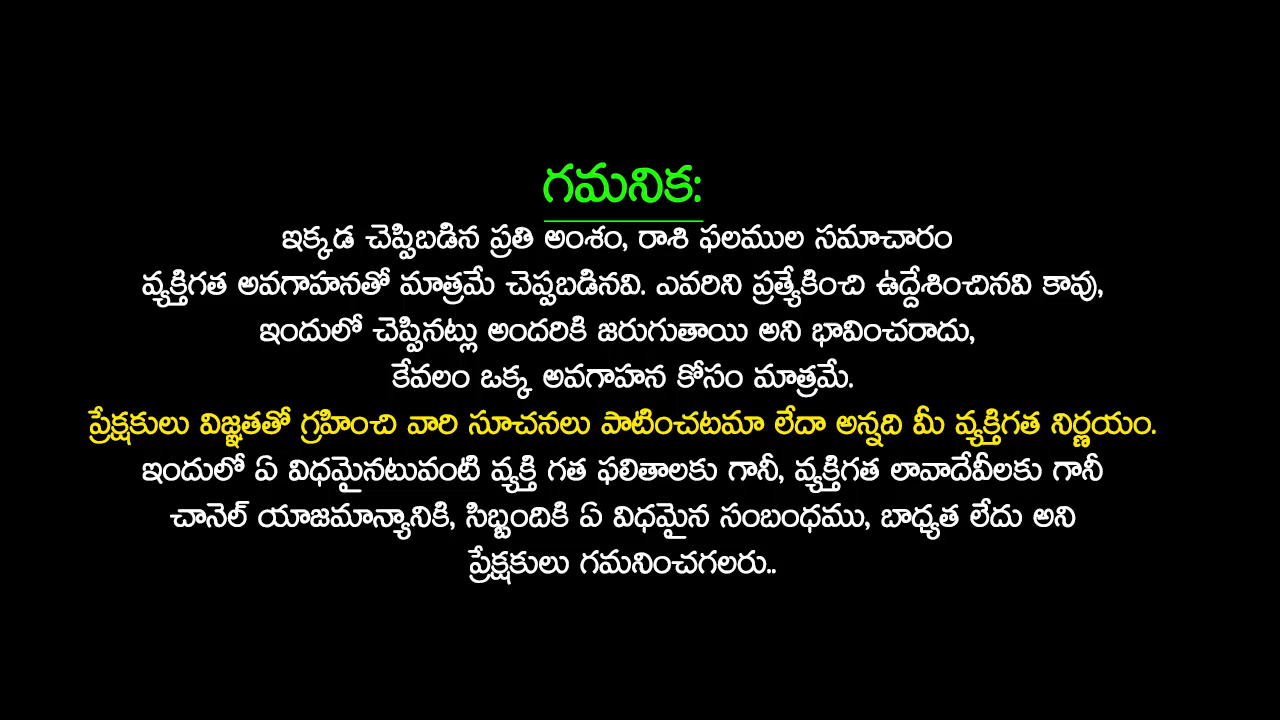 గమనిక:
ఇక్కడ చెప్పిబడిన ప్రతి అంశం, రాశి ఫలముల సమాచారం
వ్యక్తిగత అవగాహనతో మాత్రమే చెప్పబడినవి. ఎవరిని ప్రత్యేకించి ఉద్దేశించినవి కావు,
ఇందులో చెప్పినట్లు అందరికి జరుగుతాయి అని భావించరాదు,
కేవలం ఒక్క అవగాహన కోసం మాత్రమే.
ప్రేక్షకులు విజ్ఞతతో గ్రహించి వారి సూచనలు పాటించటమా లేదా అన్నది మీ వ్యక్తిగత నిర్ణయం.
ఇందులో ఏ విధమైనటువంటి వ్యక్తి గత ఫలితాలకు గానీ, వ్యక్తిగత లావాదేవీలకు గానీ
చానెల్ యాజమాన్యానికి, సిబ్బందికి ఏ విధమైన సంబంధము, బాధ్యత లేదు అని
ప్రేక్షకులు గమనించగలరు..